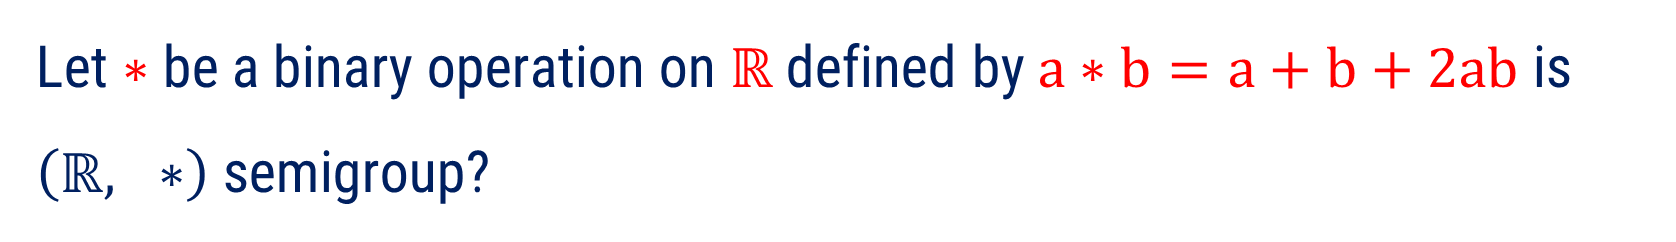 Let * be a binary operation on ℝ defined by a * b = a + b + 2ab is
(ℝ, *) semigroup?